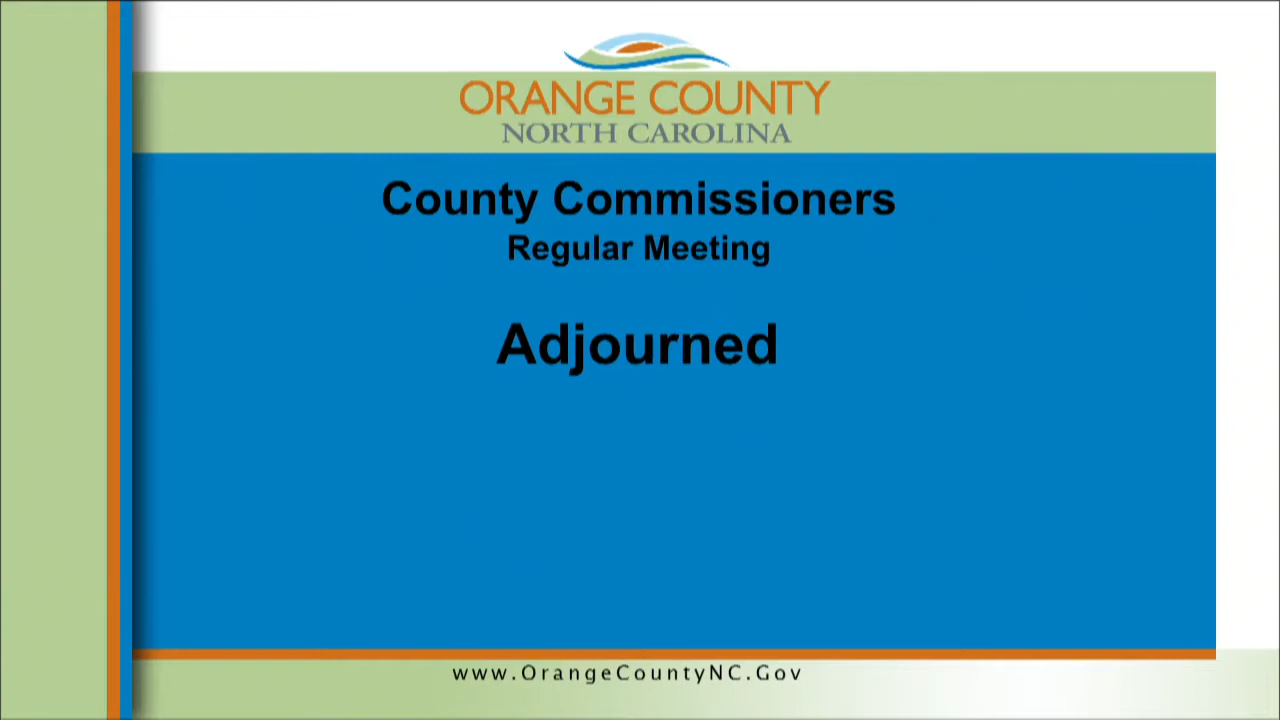 ORANGE COUNTY
NORTH CAROLINA
County Commissioners
Regular Meeting
Adjourned
www.OrangeCountyNC.Gov